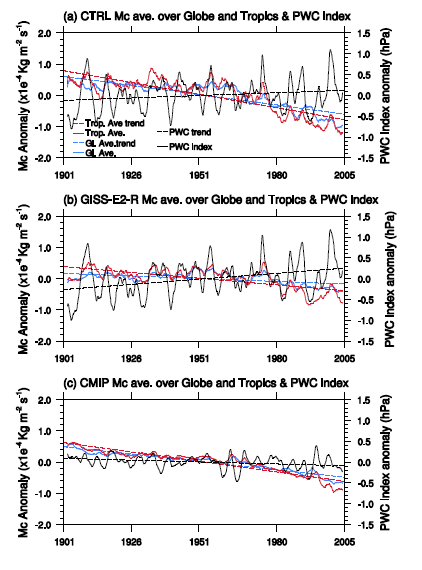 (a) CTRL Mc ave. over Globe and Tropics & PWC Index
Mc Anomaly (x1e⁻⁴ Kg m⁻² s⁻¹)
2.0
1.0
0.0
-1.0
-2.0
Trop. Ave trend
Trop. Ave.
GL Ave.trend
GL Ave.
PWC trend
PWC index
1.5
1.0
0.5
0.0
-0.5
-1.0
-1.5
PWC Index anomaly (hPa)
1901 1926 1951 1980 2005
(b) GISS-E2-R Mc ave. over Globe and Tropics & PWC Index
Mc Anomaly (x1e⁻⁴ Kg m⁻² s⁻¹)
2.0
1.0
0.0
-1.0
-2.0
1.5
1.0
0.5
0.0
-0.5
-1.0
-1.5
PWC Index anomaly (hPa)
1901 1926 1951 1980 2005
(c) CMIP Mc ave. over Globe and Tropics & PWC Index
Mc Anomaly (x1e⁻⁴ Kg m⁻² s⁻¹)
2.0
1.0
0.0
-1.0
-2.0
1.5
1.0
0.5
0.0
-0.5
-1.0
-1.5
PWC Index anomaly (hPa)
1901 1926 1951 1980 2005